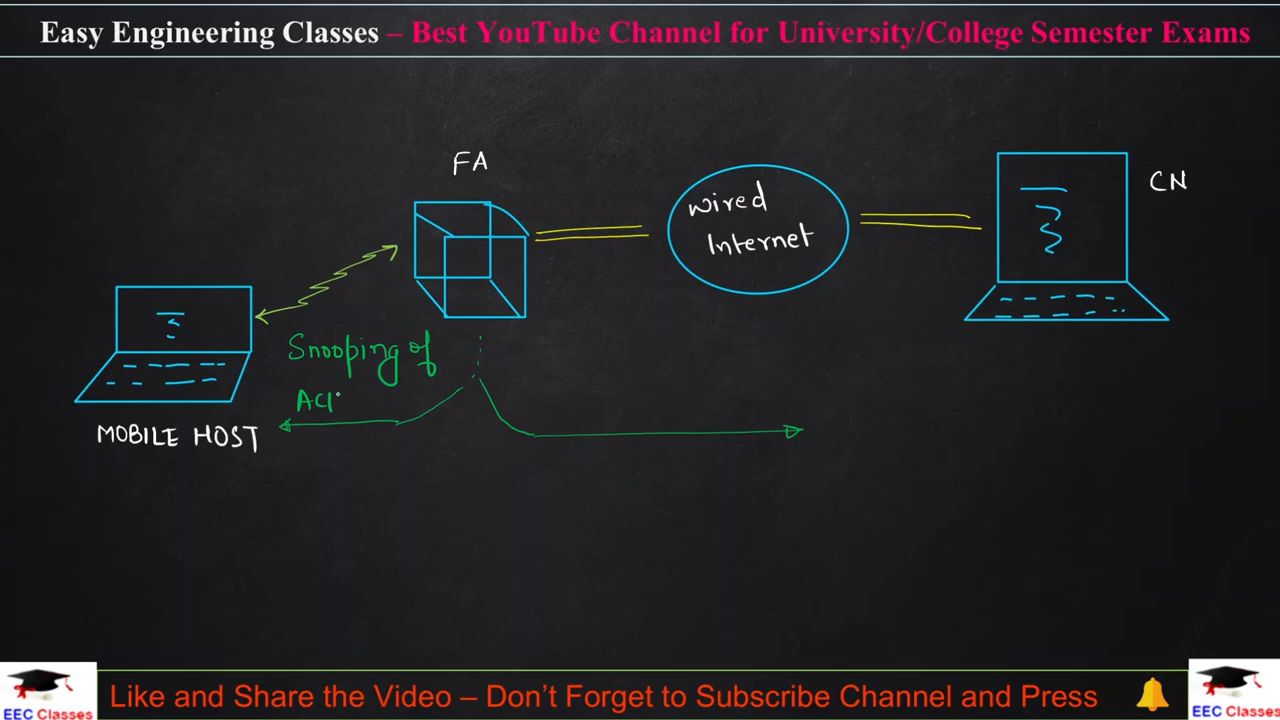 Easy Engineering Classes – Best YouTube Channel for University/College Semester Exams
FA
CN
Wired
Internet
Snooping of
MOBILE HOST
Like and Share the Video – Don't Forget to Subscribe Channel and Press
EEC Classes
EEC Classes